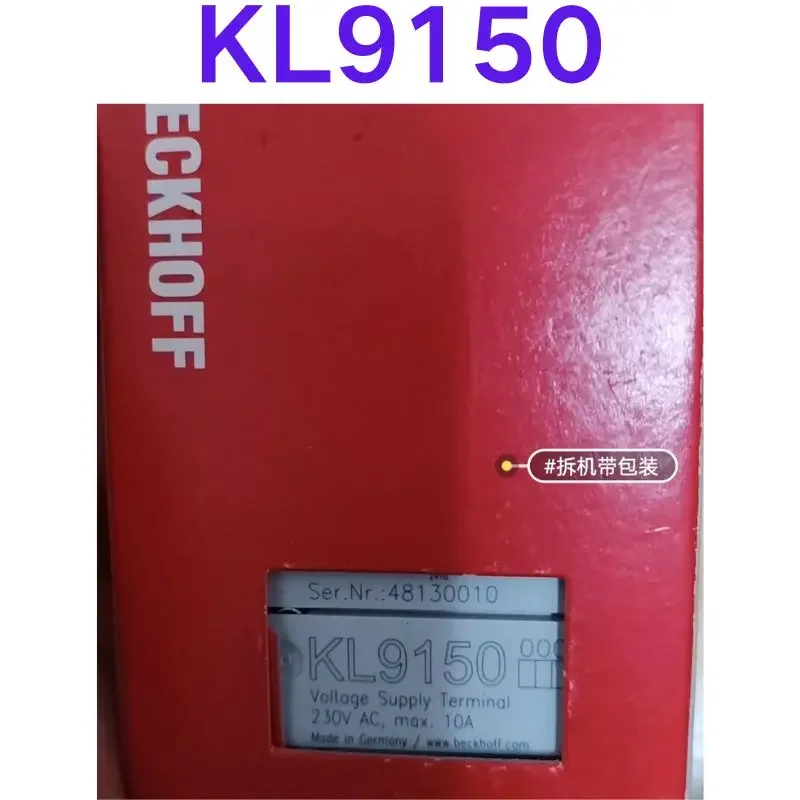 KL9150
ECKHOFF
#拆机带包装
Ser.Nr.:48130010
KL9150
000
Voltage Supply Terminal
230V AC, max. 10A
Made in Germany / www.beckhoff.com